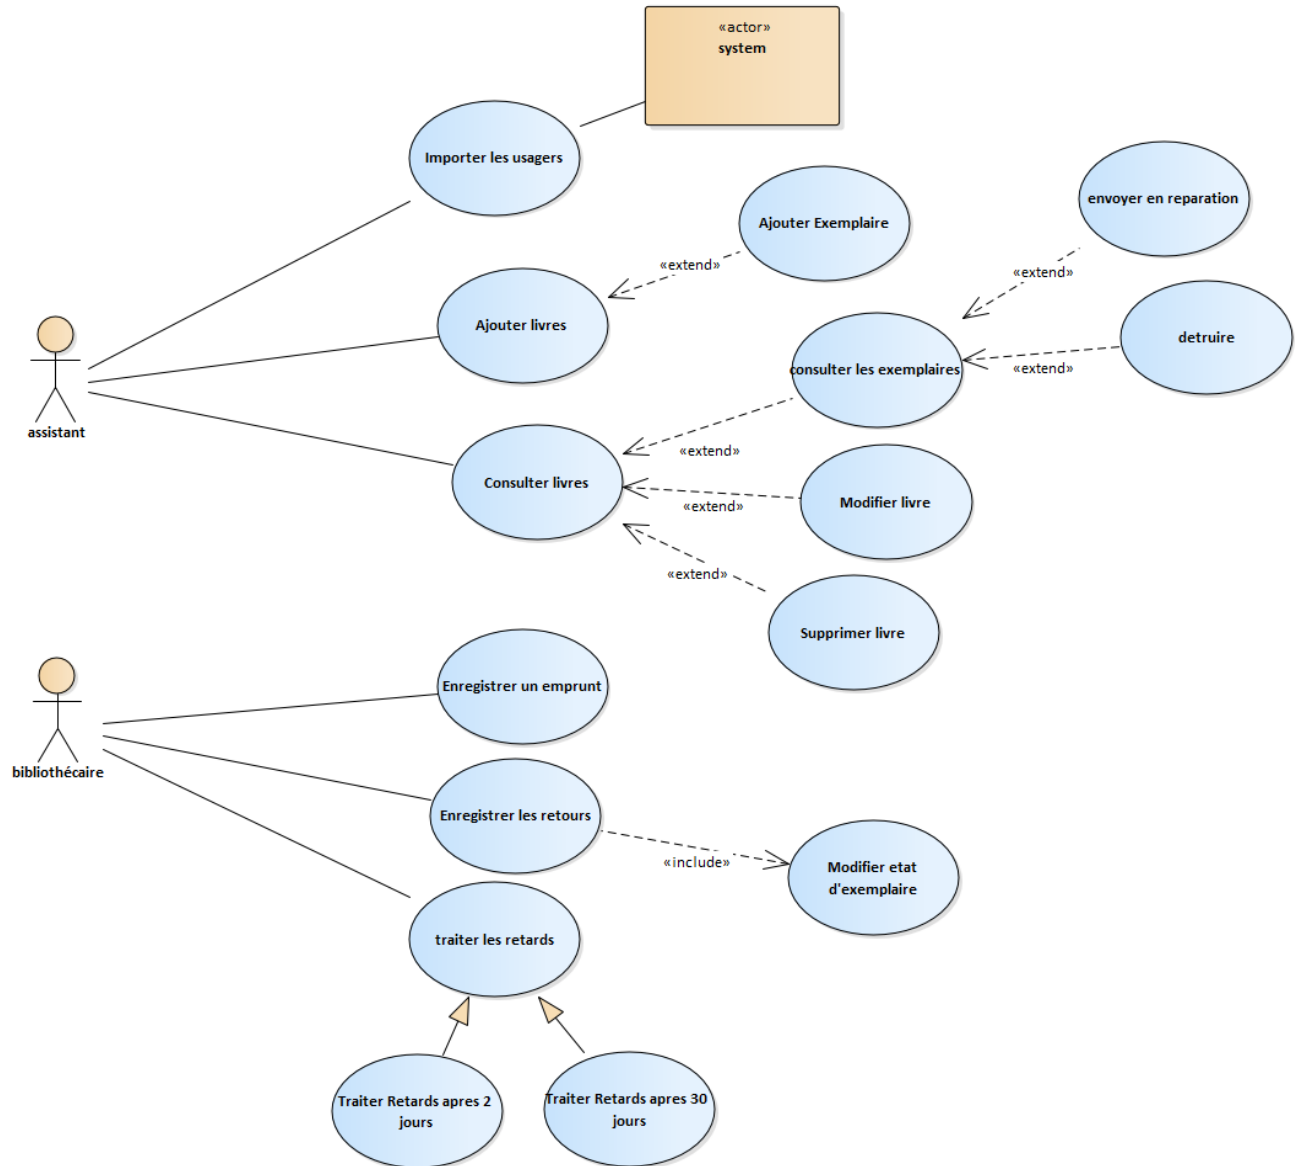 «actor»
system
Importer les usagers
Ajouter Exemplaire
envoyer en reparation
«extend»
«extend»
Ajouter livres
detruire
consulter les exemplaires
«extend»
assistant
«extend»
Consulter livres
Modifier livre
«extend»
«extend»
Supprimer livre
Enregistrer un emprunt
bibliothécaire
Enregistrer les retours
«include»
Modifier etat
d'exemplaire
traiter les retards
Traiter Retards apres 2
jours
Traiter Retards apres 30
jours